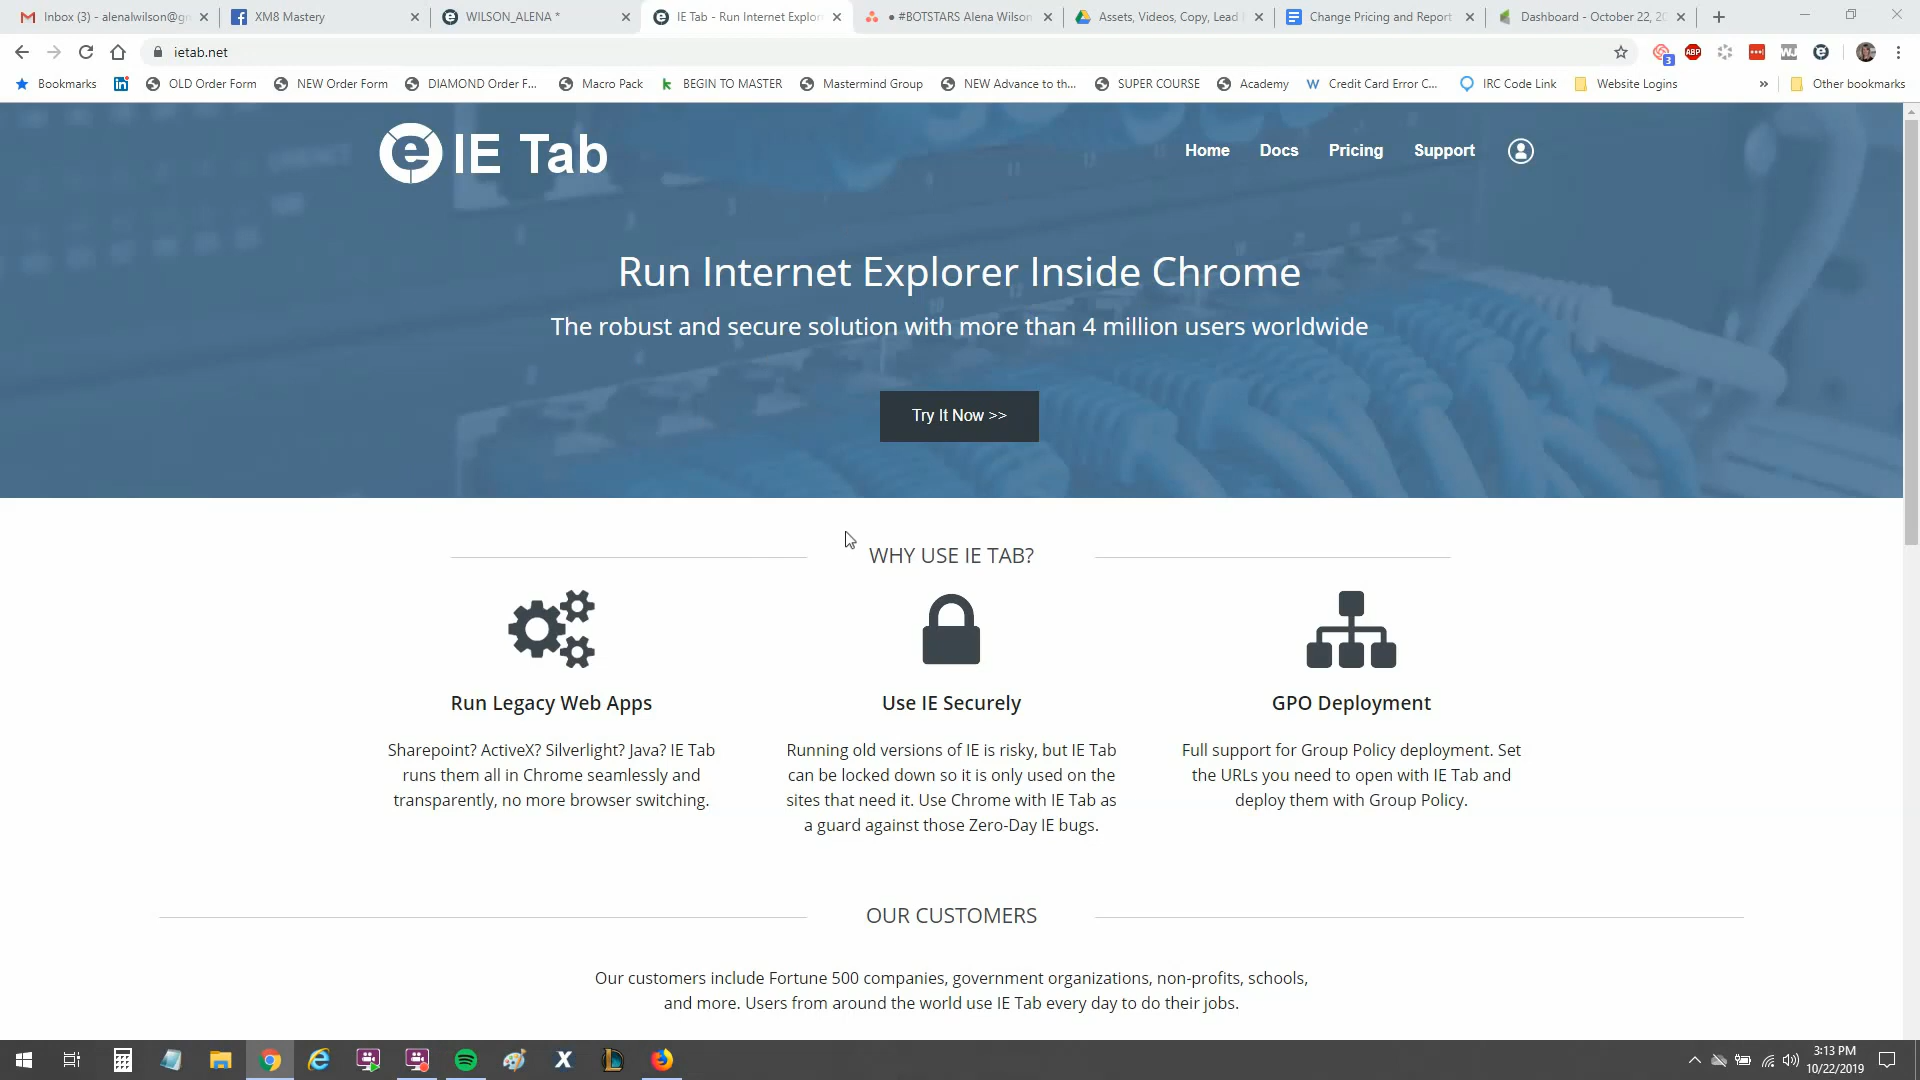 Inbox (3) - alenalwilson@gn
XM8 Mastery
WILSON_ALENA *
IE Tab - Run Internet Explor
● #BOTSTARS Alena Wilson
Assets, Videos, Copy, Lead
Change Pricing and Report
Dashboard - October 22, 20
ietab.net
3
ABP
Bookmarks
OLD Order Form
NEW Order Form
DIAMOND Order F...
Macro Pack
BEGIN TO MASTER
Mastermind Group
NEW Advance to th...
SUPER COURSE
Academy
W Credit Card Error C...
IRC Code Link
Website Logins
»
Other bookmarks
IE Tab
Home
Docs
Pricing
Support
Run Internet Explorer Inside Chrome
The robust and secure solution with more than 4 million users worldwide
Try It Now >>
WHY USE IE TAB?
Run Legacy Web Apps
Sharepoint? ActiveX? Silverlight? Java? IE Tab
runs them all in Chrome seamlessly and
transparently, no more browser switching.
Use IE Securely
Running old versions of IE is risky, but IE Tab
can be locked down so it is only used on the
sites that need it. Use Chrome with IE Tab as
a guard against those Zero-Day IE bugs.
GPO Deployment
Full support for Group Policy deployment. Set
the URLs you need to open with IE Tab and
deploy them with Group Policy.
OUR CUSTOMERS
Our customers include Fortune 500 companies, government organizations, non-profits, schools,
and more. Users from around the world use IE Tab every day to do their jobs.
3:13 PM
10/22/2019